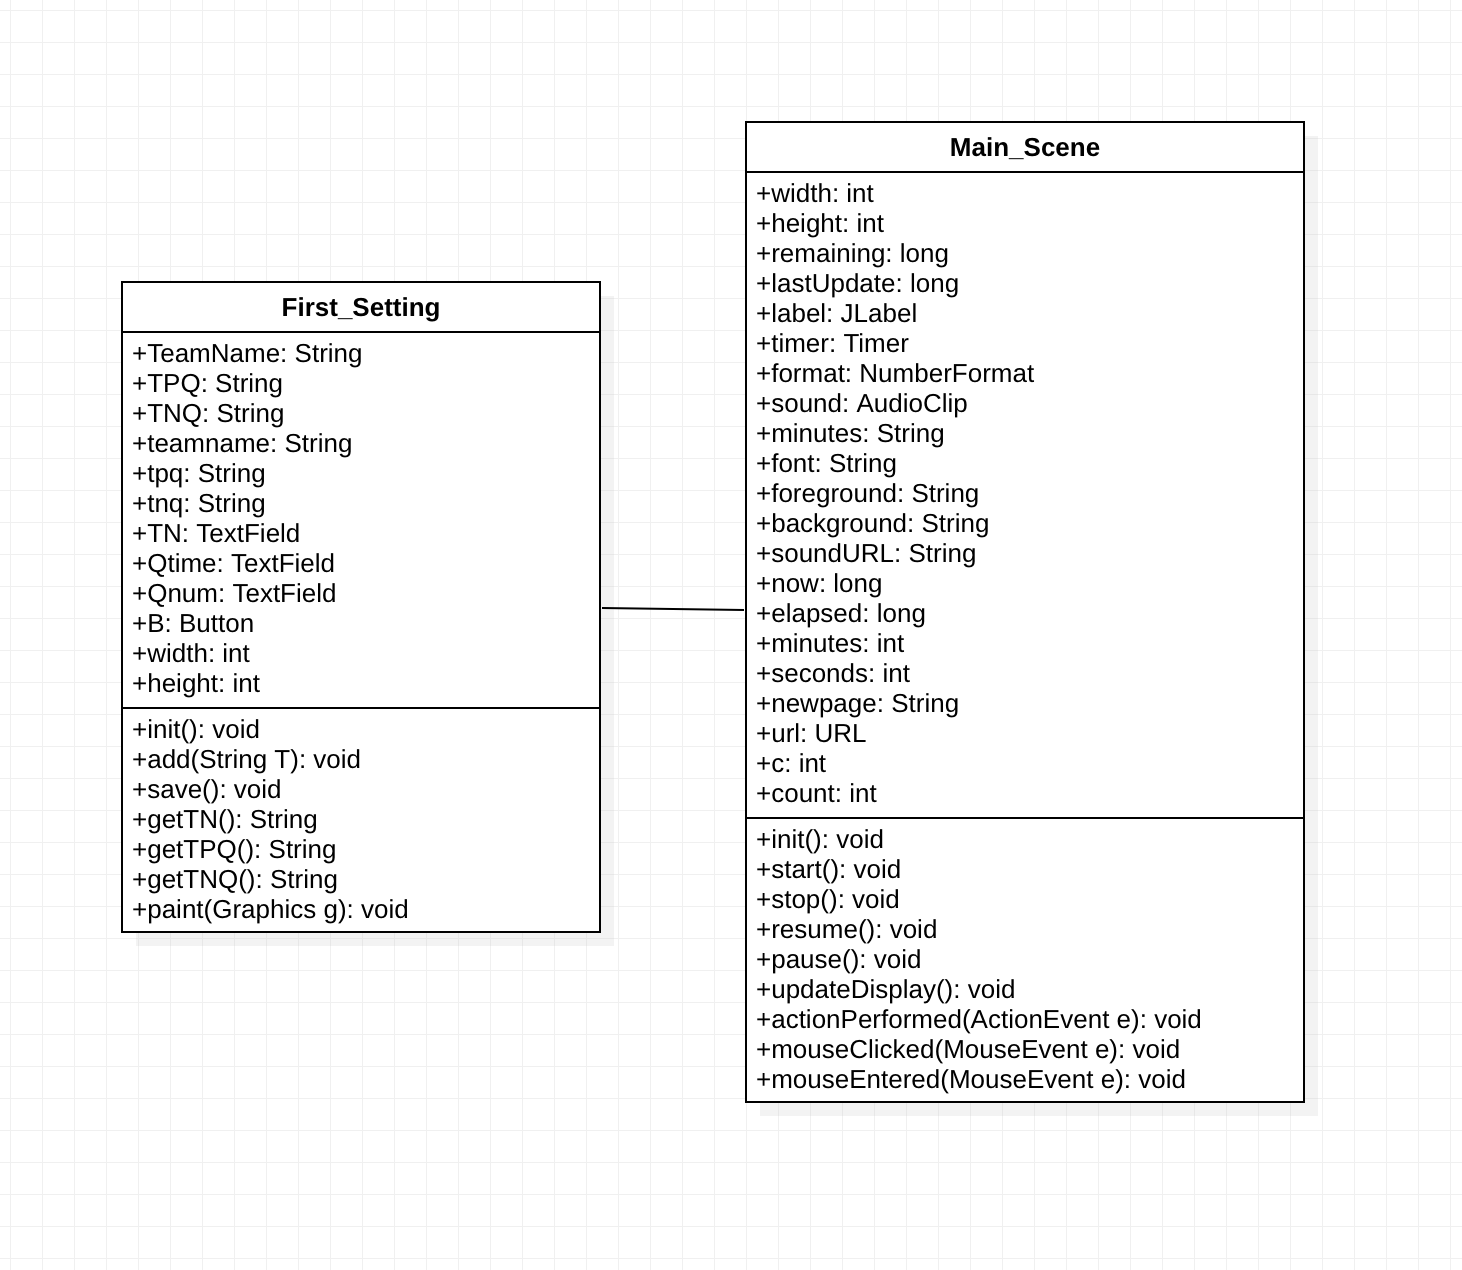 First_Setting
+TeamName: String
+TPQ: String
+TNQ: String
+teamname: String
+tpq: String
+tnq: String
+TN: TextField
+Qtime: TextField
+Qnum: TextField
+B: Button
+width: int
+height: int
+init(): void
+add(String T): void
+save(): void
+getTN(): String
+getTPQ(): String
+getTNQ(): String
+paint(Graphics g): void
Main_Scene
+width: int
+height: int
+remaining: long
+lastUpdate: long
+label: JLabel
+timer: Timer
+format: NumberFormat
+sound: AudioClip
+minutes: String
+font: String
+foreground: String
+background: String
+soundURL: String
+now: long
+elapsed: long
+minutes: int
+seconds: int
+newpage: String
+url: URL
+c: int
+count: int
+init(): void
+start(): void
+stop(): void
+resume(): void
+pause(): void
+updateDisplay(): void
+actionPerformed(ActionEvent e): void
+mouseClicked(MouseEvent e): void
+mouseEntered(MouseEvent e): void